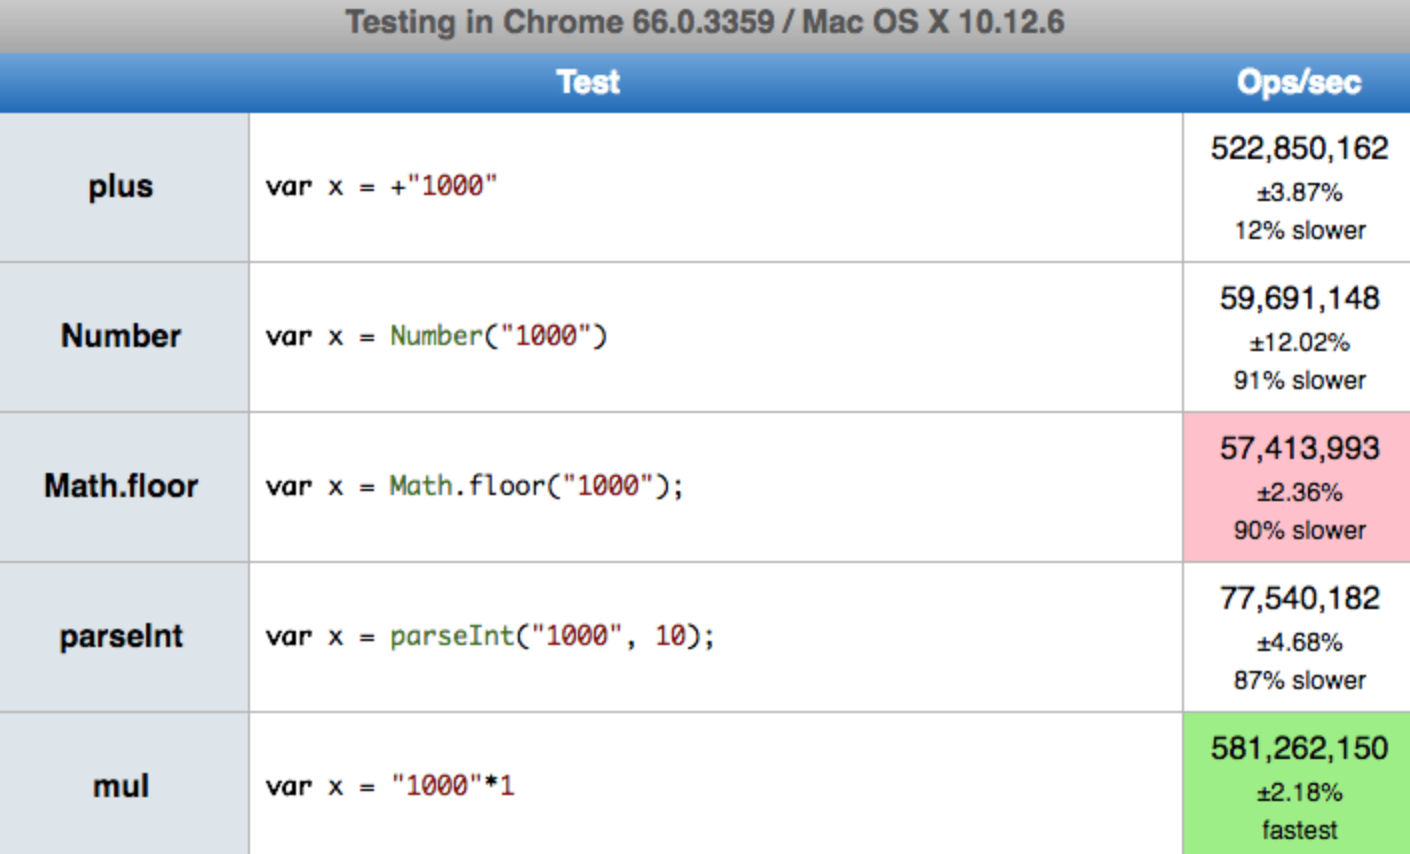 Testing in Chrome 66.0.3359 / Mac OS X 10.12.6
Test Ops/sec
plus var x = +"1000" 522,850,162
±3.87%
12% slower
Number var x = Number("1000") 59,691,148
±12.02%
91% slower
Math.floor var x = Math.floor("1000"); 57,413,993
±2.36%
90% slower
parseInt var x = parseInt("1000", 10); 77,540,182
±4.68%
87% slower
mul var x = "1000"*1 581,262,150
±2.18%
fastest